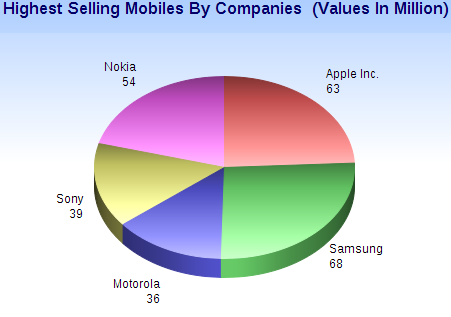 Highest Selling Mobiles By Companies  (Values In Million)
Nokia
54
Apple Inc.
63
Sony
39
Samsung
68
Motorola
36